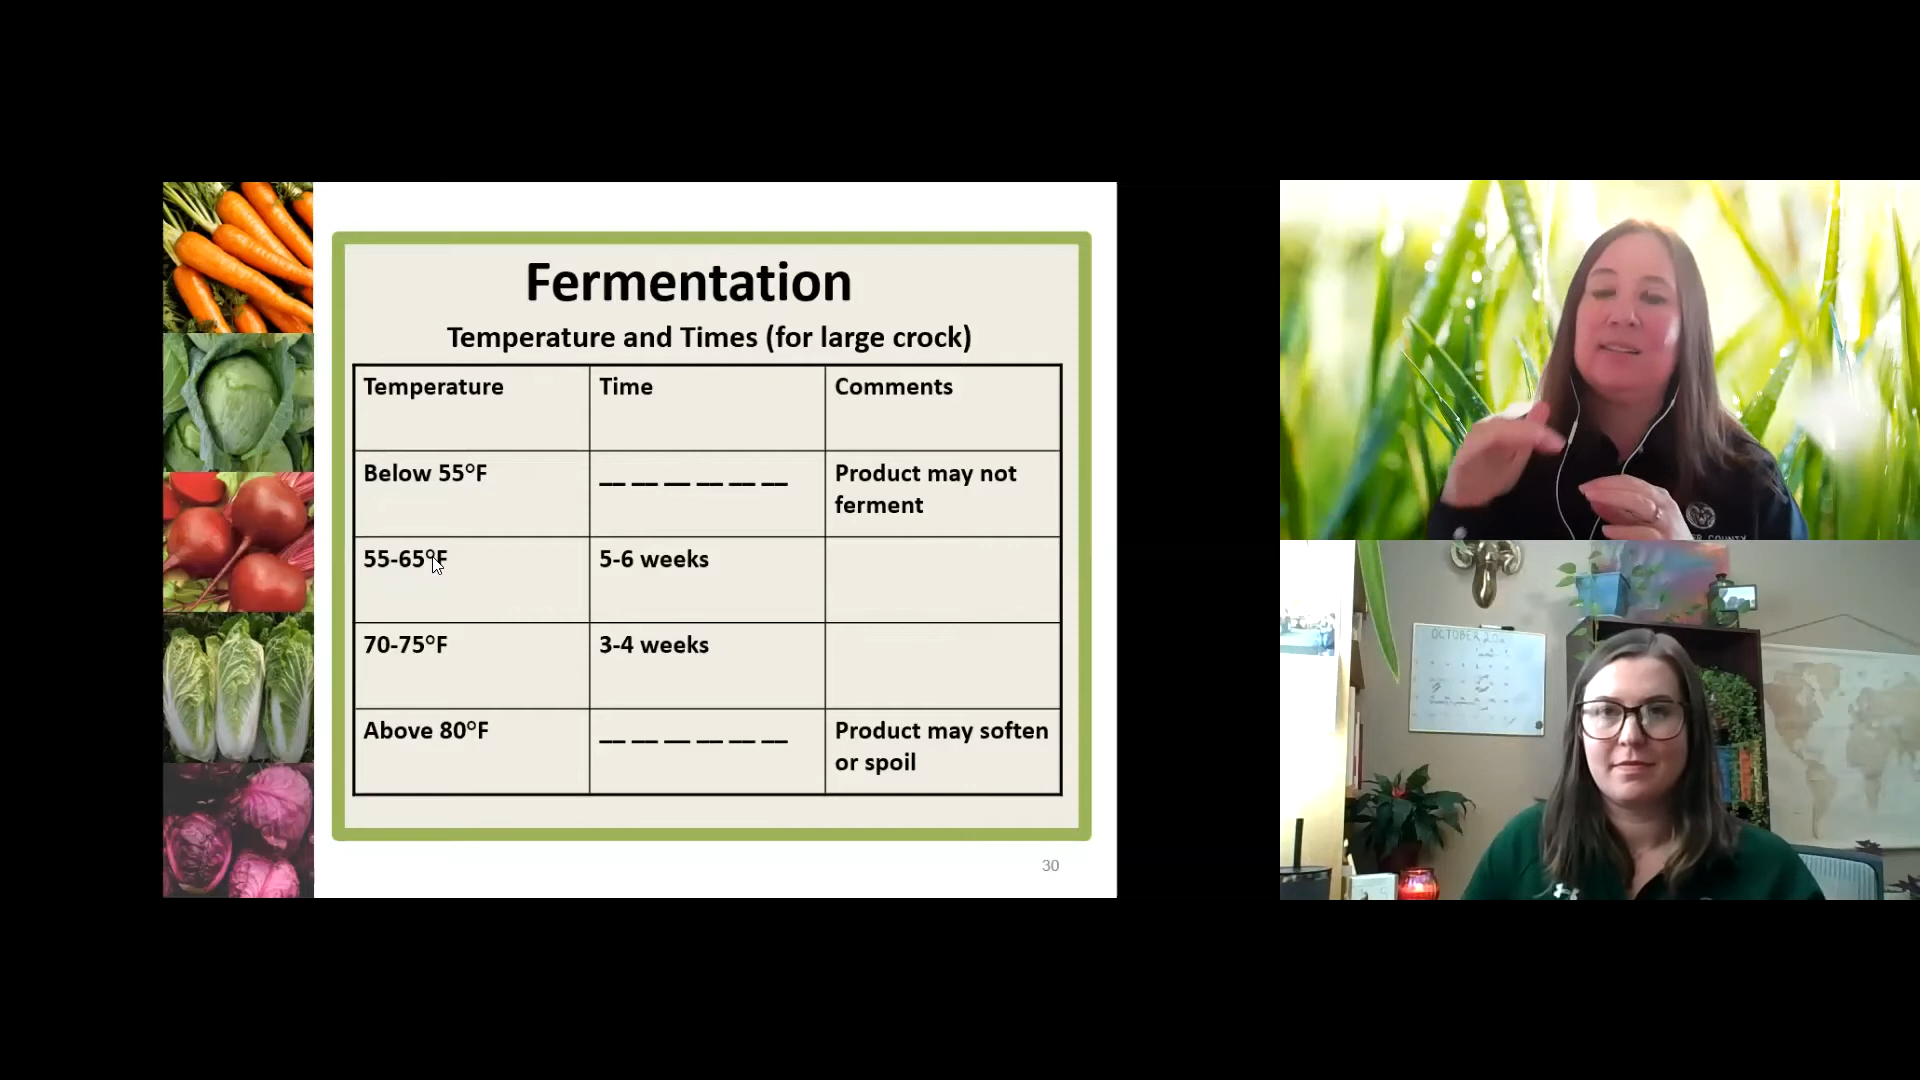 Fermentation
Temperature and Times (for large crock)
Temperature Time Comments
Below 55°F __ __ __ __ __ __ Product may not
ferment
55-65°F 5-6 weeks
70-75°F 3-4 weeks
Above 80°F __ __ __ __ __ __ Product may soften
or spoil
30
COUNTY
OCTOBER